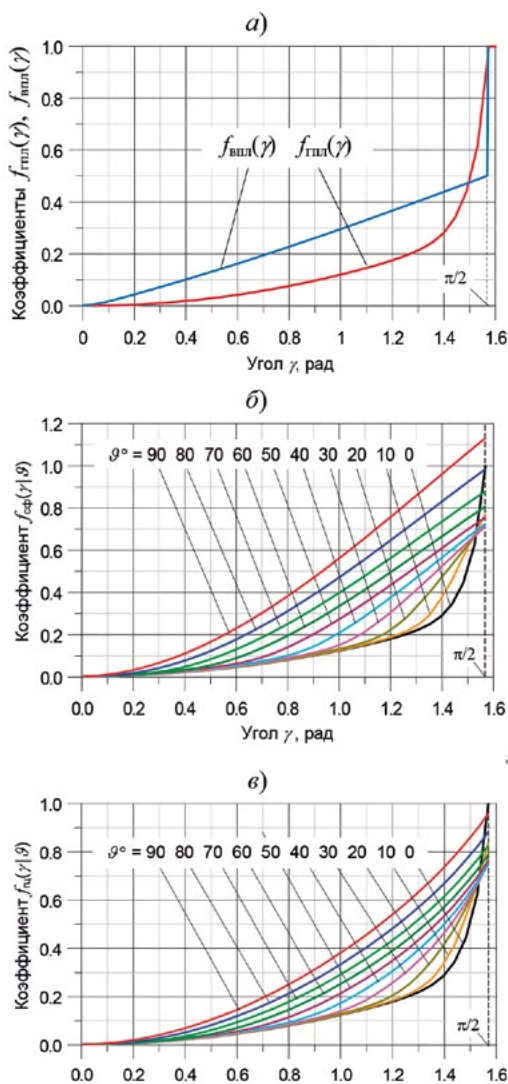 а)
Коэффициенты fгпл(γ), fвпл(γ)
1.0
0.8
0.6
0.4
0.2
0.0
fвпл(γ) fгпл(γ)
π/2
0 0.2 0.4 0.6 0.8 1 1.2 1.4 1.6
Угол γ, рад
б)
Коэффициент fсф(γ|ϑ)
1.2
1.0
0.8
0.6
0.4
0.2
0.0
ϑ° = 90 80 70 60 50 40 30 20 10 0
π/2
0.0 0.2 0.4 0.6 0.8 1.0 1.2 1.4 1.6
Угол γ, рад
в)
Коэффициент fц(γ|ϑ)
1.0
0.8
0.6
0.4
0.2
0.0
ϑ° = 90 80 70 60 50 40 30 20 10 0
π/2
0.0 0.2 0.4 0.6 0.8 1.0 1.2 1.4 1.6